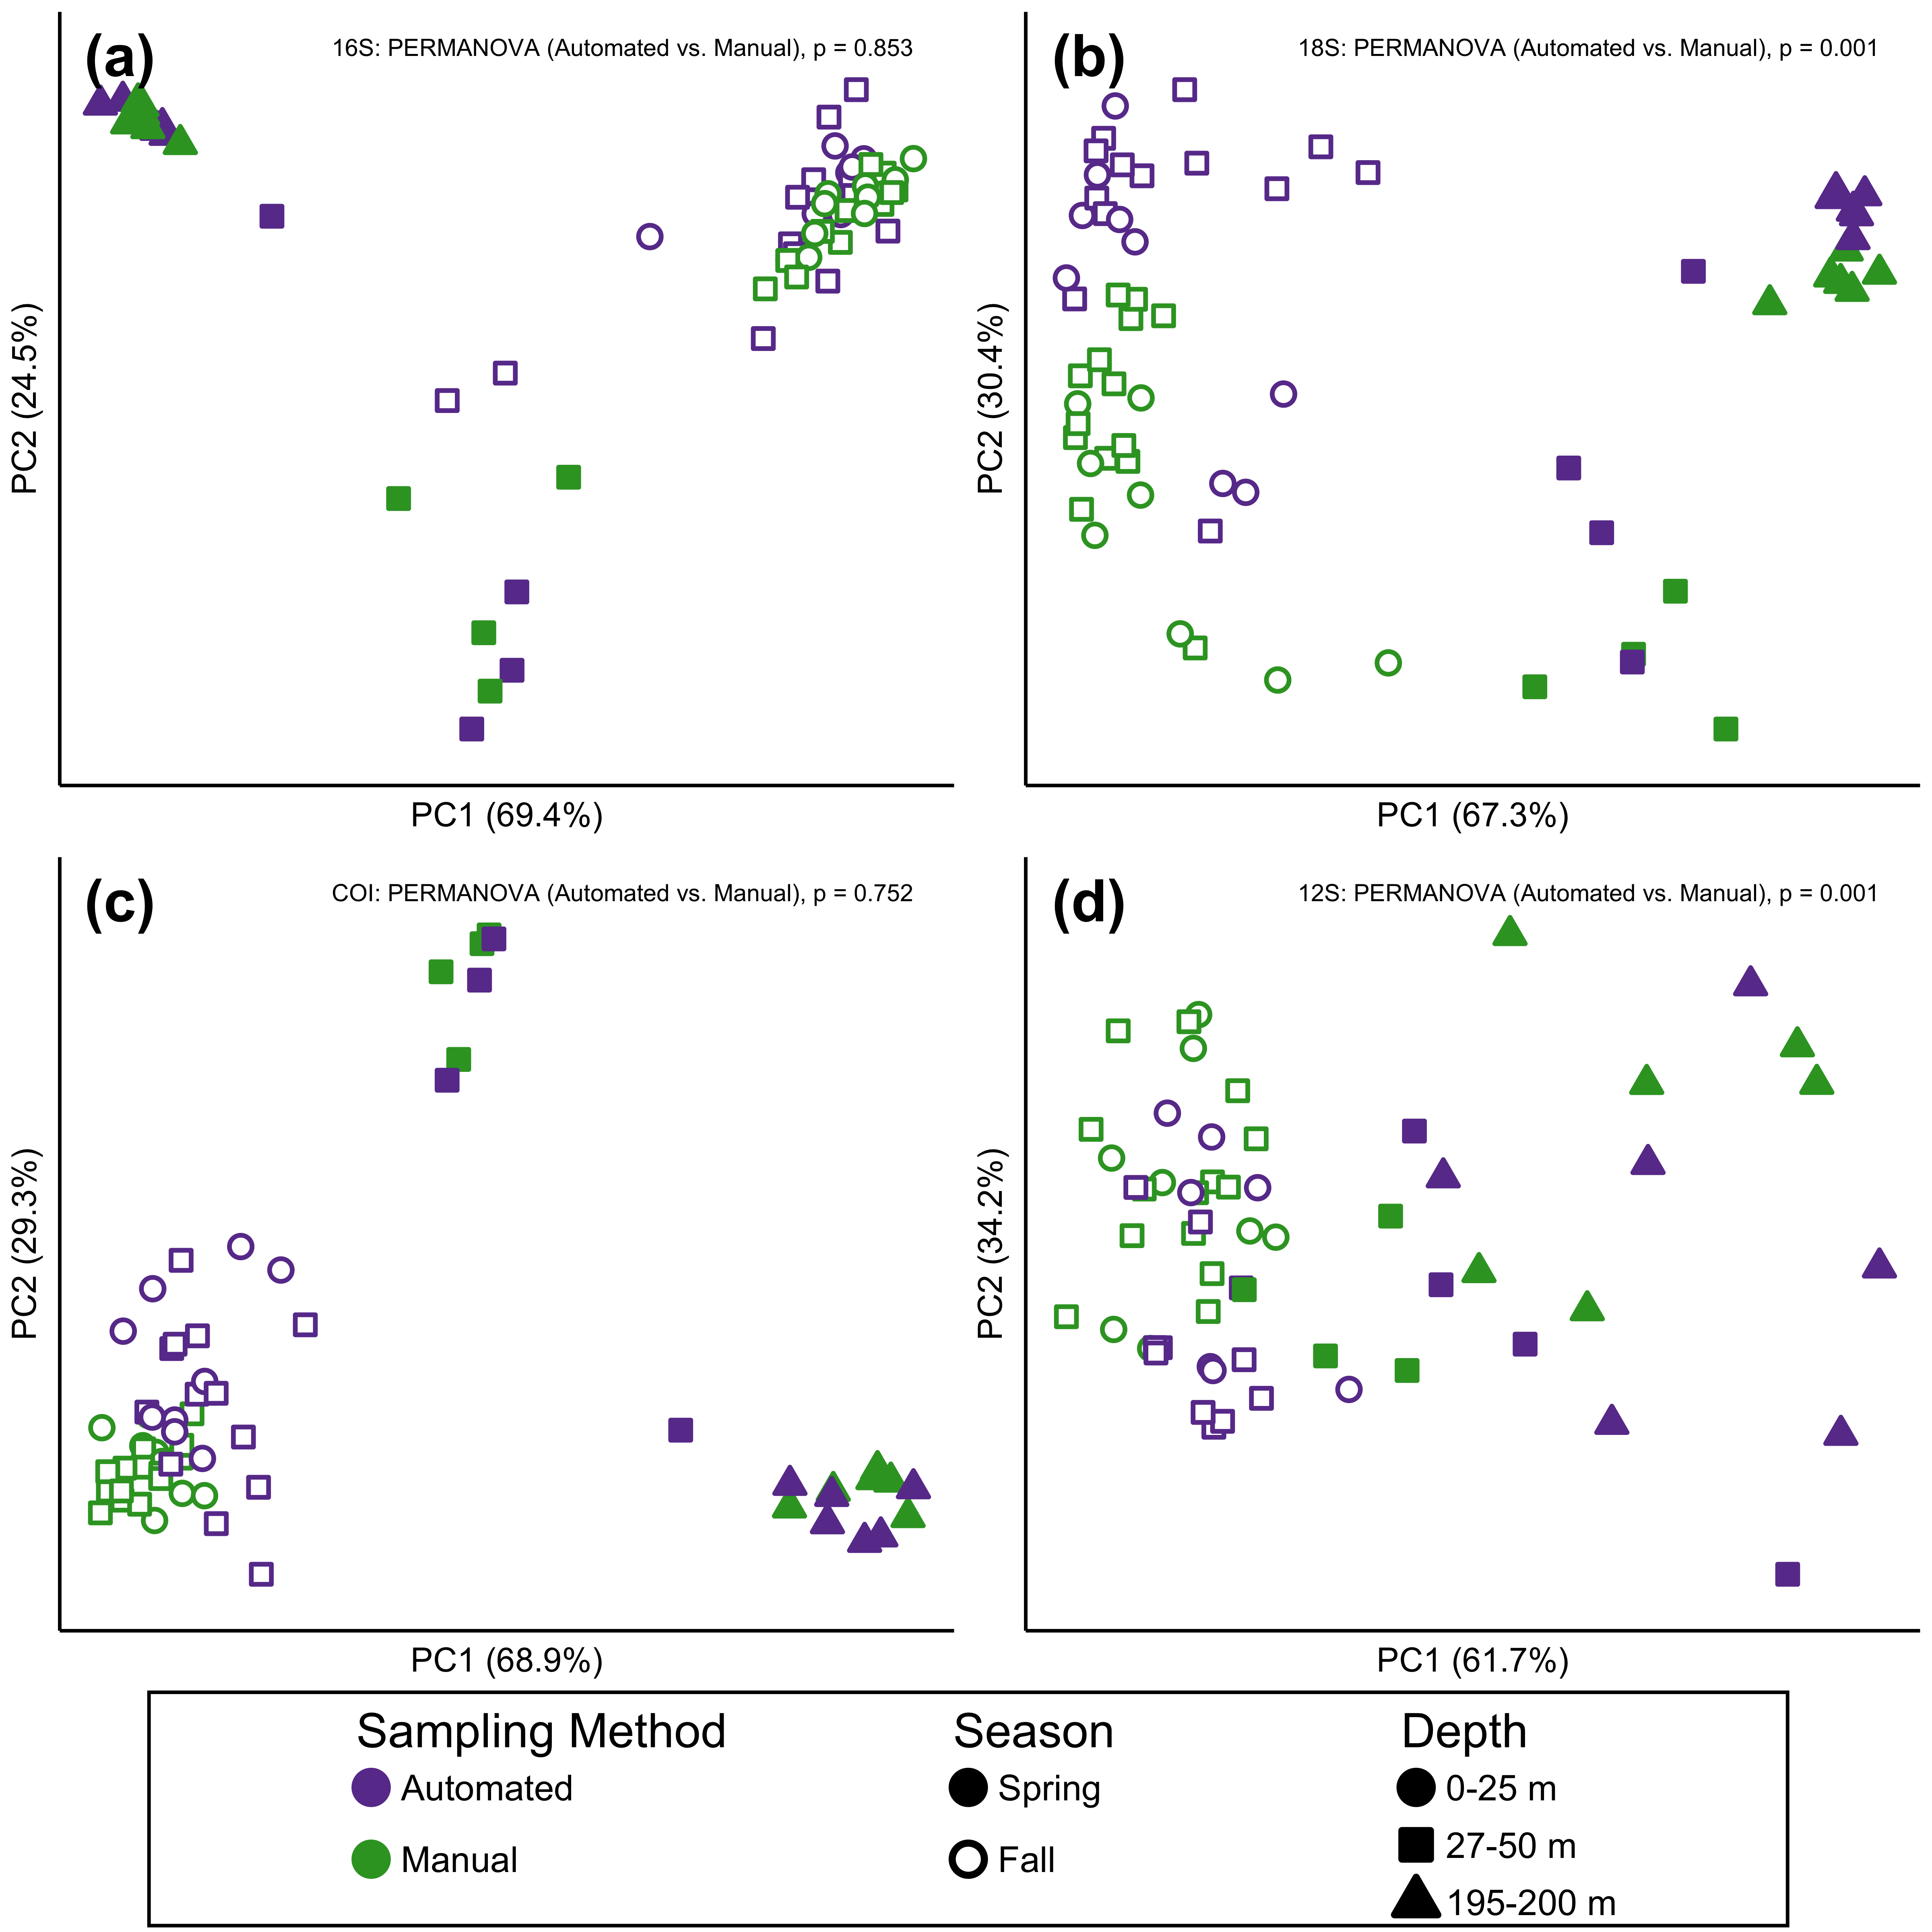 (a)
16S: PERMANOVA (Automated vs. Manual), p = 0.853
PC2 (24.5%)
PC1 (69.4%)
(b)
18S: PERMANOVA (Automated vs. Manual), p = 0.001
PC2 (30.4%)
PC1 (67.3%)
(c)
COI: PERMANOVA (Automated vs. Manual), p = 0.752
PC2 (29.3%)
PC1 (68.9%)
(d)
12S: PERMANOVA (Automated vs. Manual), p = 0.001
PC2 (34.2%)
PC1 (61.7%)
Sampling Method
Automated
Manual
Season
Spring
Fall
Depth
0-25 m
27-50 m
195-200 m